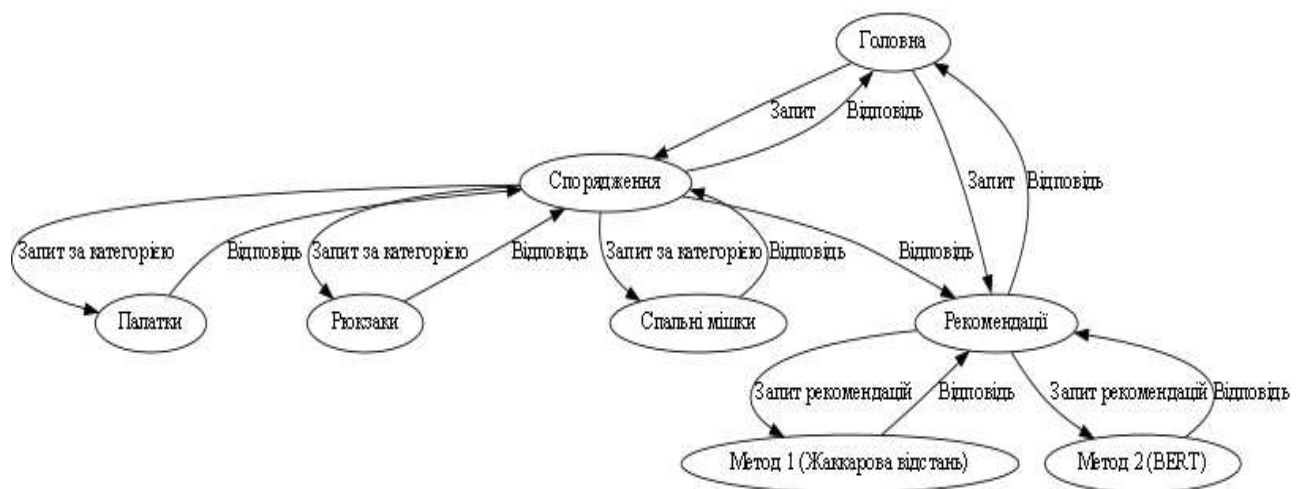 Головна
Запит
Відповідь
Спорядження
Запит
Відповідь
Запит за категорією
Відповідь
Запит за категорією
Відповідь
Запит за категорією
Відповідь
Відповідь
Палатки
Рюкзаки
Спальні мішки
Рекомендації
Запит рекомендацій
Відповідь
Запит рекомендацій
Відповідь
Метод 1 (Жаккарова відстань)
Метод 2 (BERT)